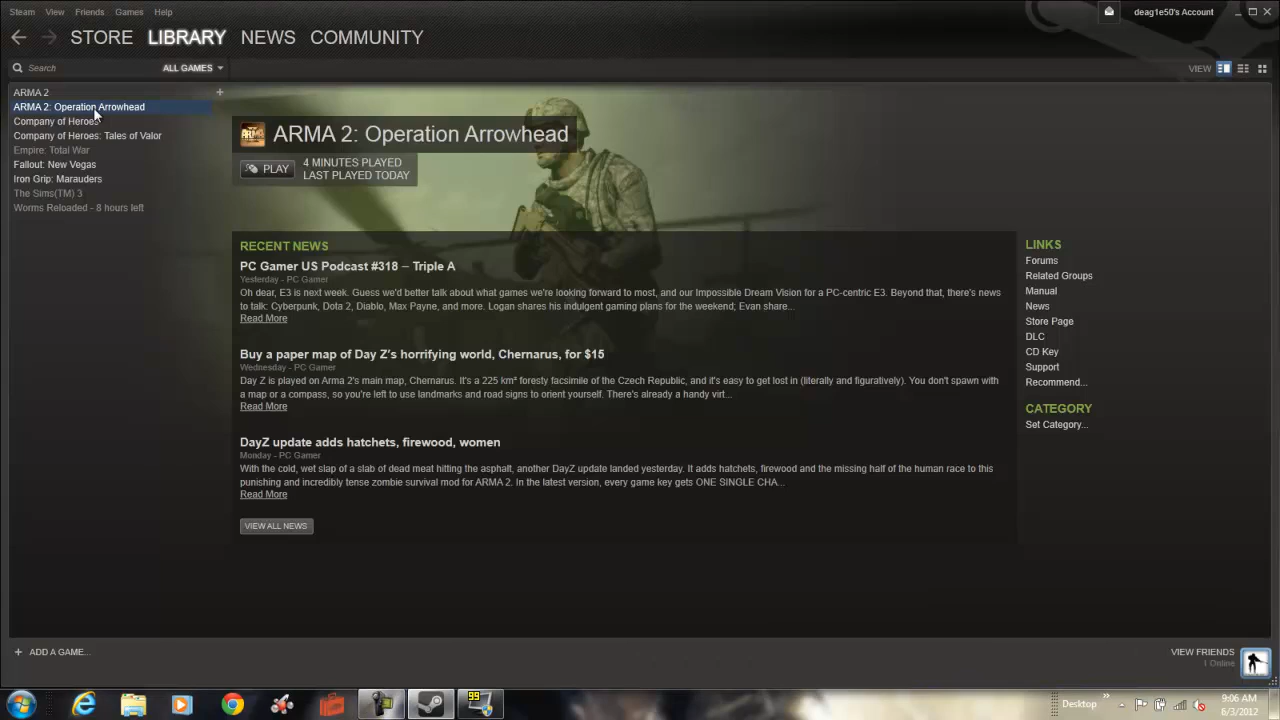 Steam View Friends Games Help
deag1e50's Account
STORE LIBRARY NEWS COMMUNITY
Search ALL GAMES
VIEW
ARMA 2
ARMA 2: Operation Arrowhead
Company of Heroes
Company of Heroes: Tales of Valor
Empire: Total War
Fallout: New Vegas
Iron Grip: Marauders
The Sims(TM) 3
Worms Reloaded - 8 hours left
ARMA 2: Operation Arrowhead
PLAY
4 MINUTES PLAYED
LAST PLAYED TODAY
RECENT NEWS
PC Gamer US Podcast #318 – Triple A
Yesterday - PC Gamer
Oh dear, E3 is next week. Guess we'd better talk about what games we're looking forward to most, and our Impossible Dream Vision for a PC-centric E3. Beyond that, there's news
to talk: Cyberpunk, Dota 2, Diablo, Max Payne, and more. Logan shares his indulgent gaming plans for the weekend; Evan share...
Read More
Buy a paper map of Day Z's horrifying world, Chernarus, for $15
Wednesday - PC Gamer
Day Z is played on Arma 2's main map, Chernarus. It's a 225 km² foresty facsimile of the Czech Republic, and it's easy to get lost in (literally and figuratively). You don't spawn with
a map or a compass, so you're left to use landmarks and road signs to orient yourself. There's already a handy virt...
Read More
DayZ update adds hatchets, firewood, women
Monday - PC Gamer
With the cold, wet slap of a slab of dead meat hitting the asphalt, another DayZ update landed yesterday. It adds hatchets, firewood and the missing half of the human race to this
punishing and incredibly tense zombie survival mod for ARMA 2. In the latest version, every game key gets ONE SINGLE CHA...
Read More
VIEW ALL NEWS
LINKS
Forums
Related Groups
Manual
News
Store Page
DLC
CD Key
Support
Recommend...
CATEGORY
Set Category...
ADD A GAME...
VIEW FRIENDS
1 Online
99
Desktop
9:06 AM
6/3/2012